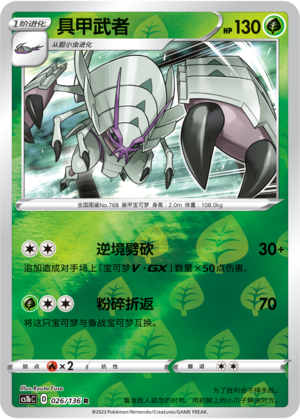 1阶进化
具甲武者
HP 130
从胆小虫进化
全国图鉴No.768 装甲宝可梦 身高:2.0m 体重:108.0kg
逆境劈砍 30+
追加造成对手场上「宝可梦V・GX」数量×50点伤害。
粉碎折返 70
将这只宝可梦与备战宝可梦互换。
弱点 ×2 抵抗力 撤退
Illus. Ryuta Fuse
cs3bC D 026/136 R
为了胜利会不择手段。
©2023 Pokémon/Nintendo/Creatures/GAME FREAK.